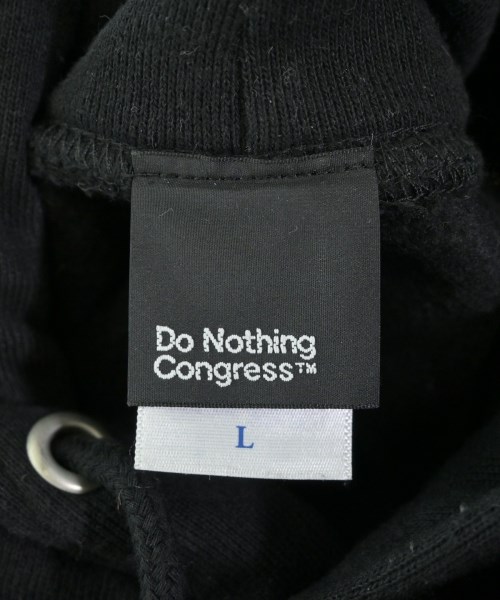 Do Nothing
Congress™
L